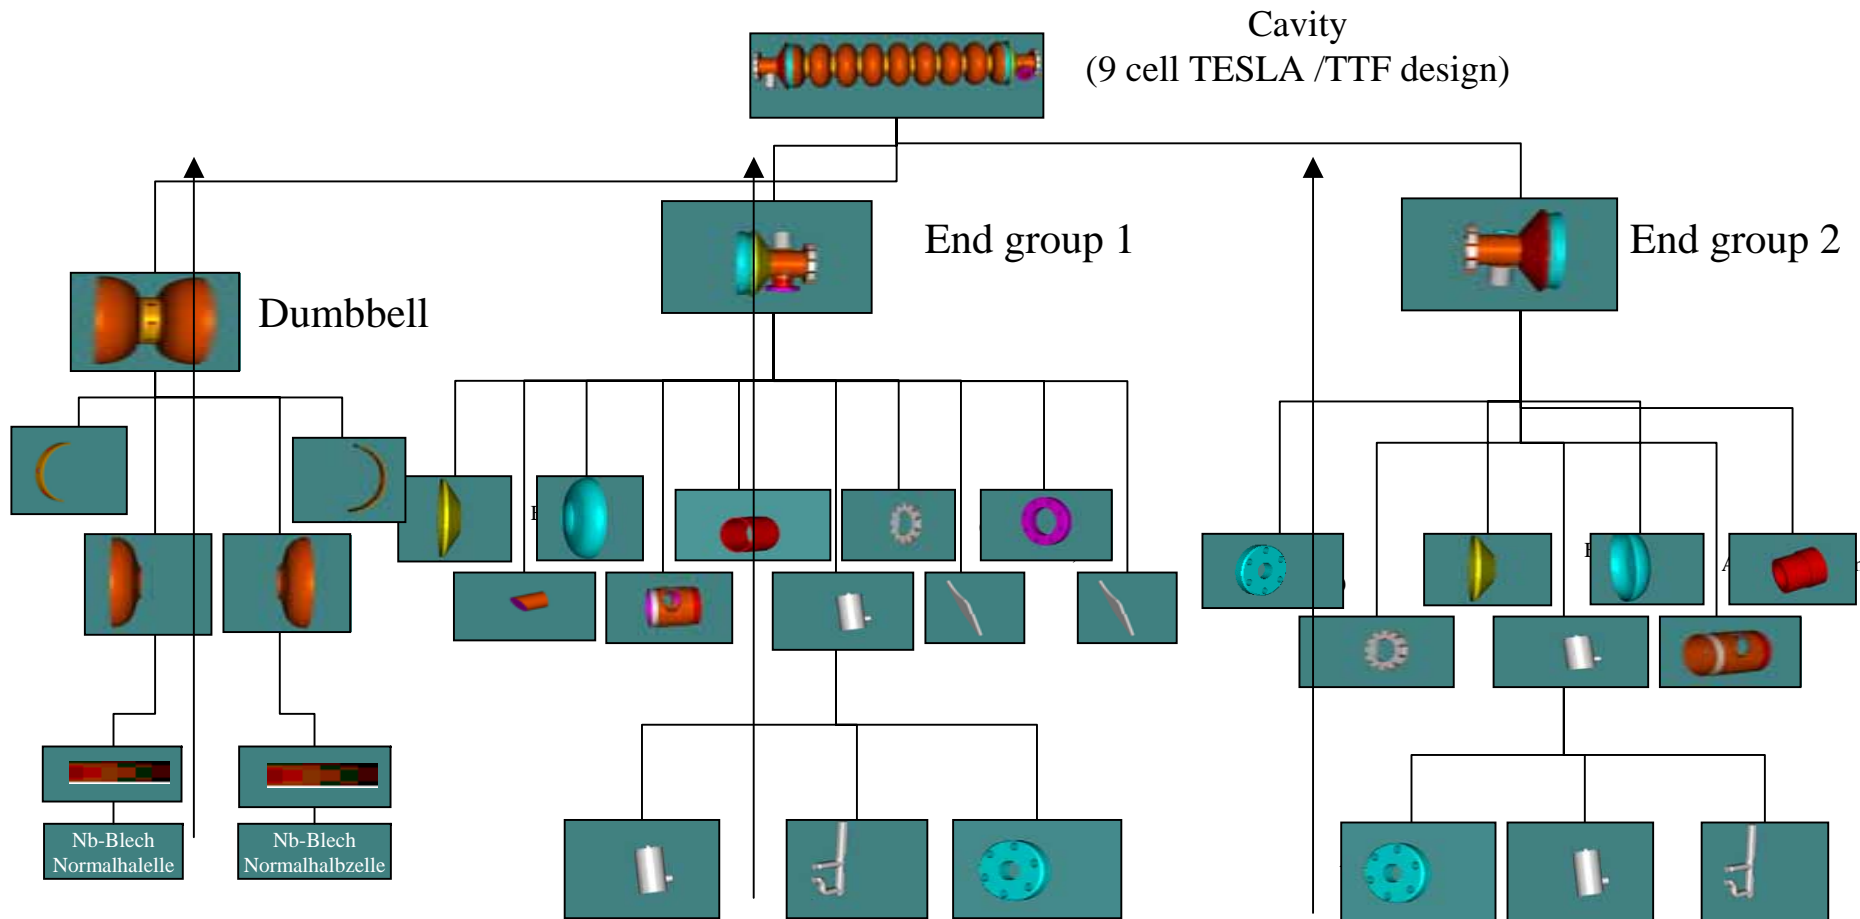 Cavity
(9 cell TESLA /TTF design)
End group 1
End group 2
Dumbbell
Nb-Blech
Normalhalelle
Nb-Blech
Normalhalbzelle